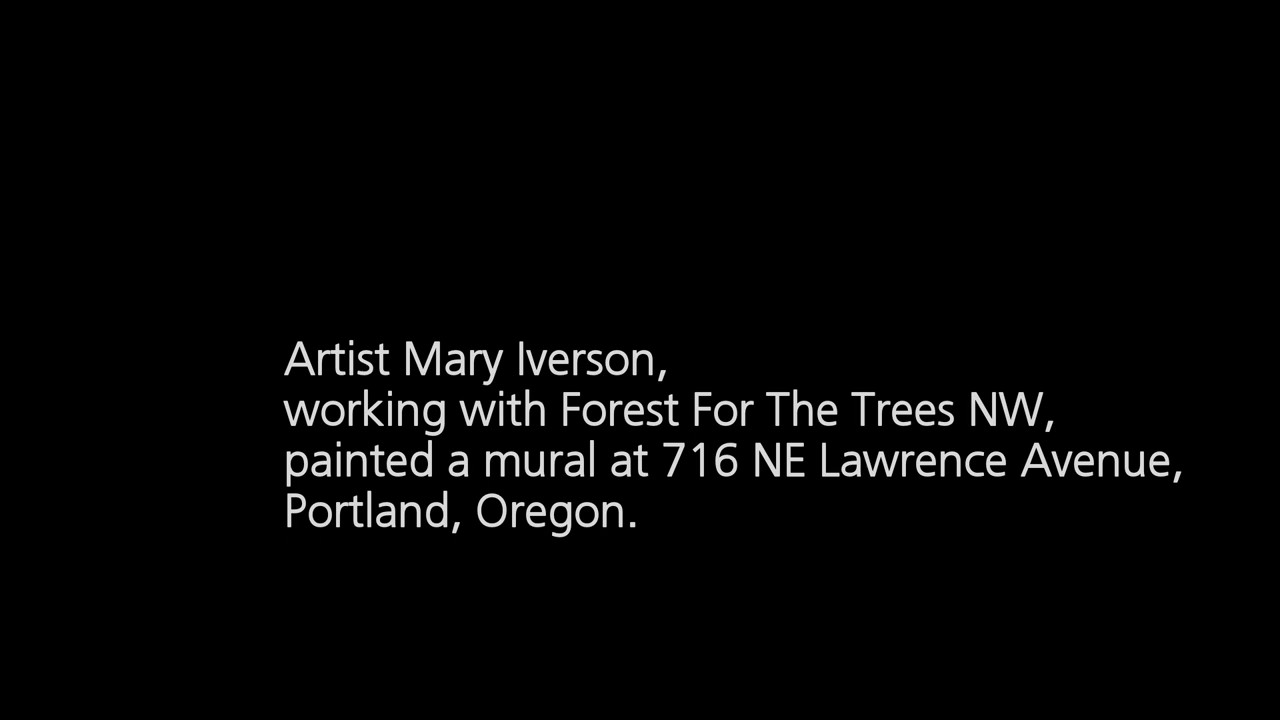 Artist Mary Iverson,
working with Forest For The Trees NW,
painted a mural at 716 NE Lawrence Avenue,
Portland, Oregon.